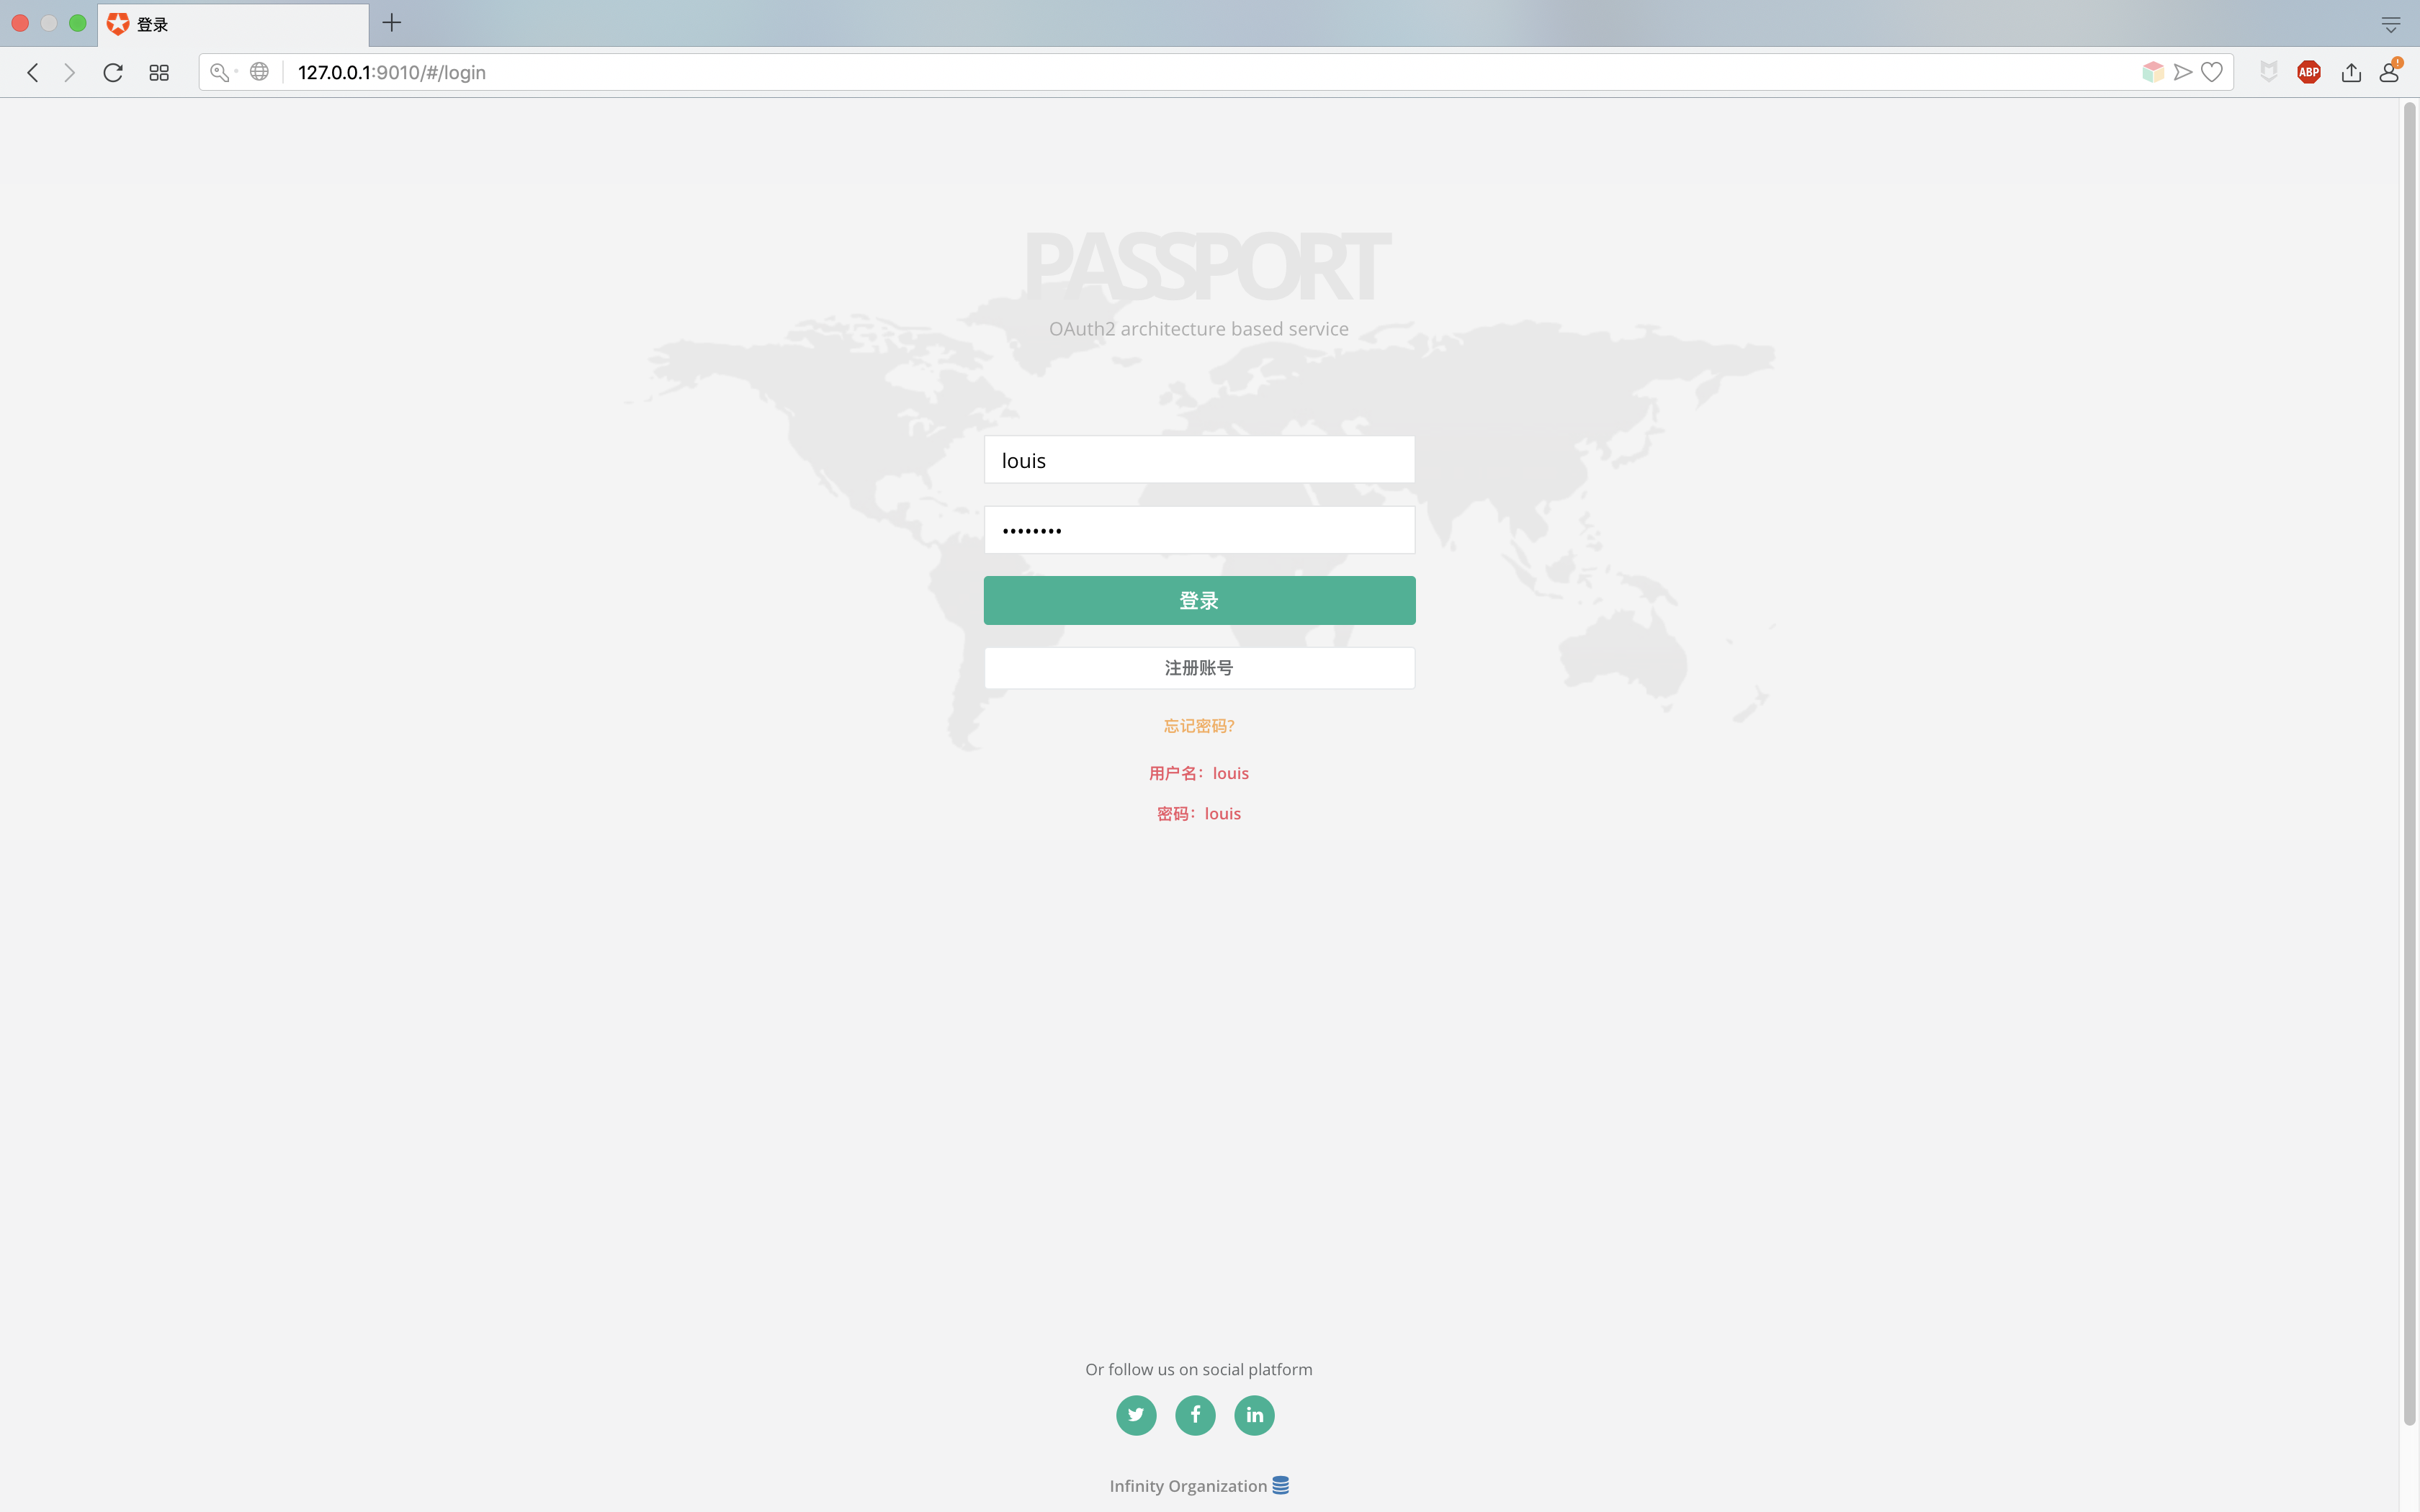 登录
127.0.0.1:9010/#/login
ABP
PASSPORT
OAuth2 architecture based service
louis
••••••••
登录
注册账号
忘记密码?
用户名：louis
密码：louis
Or follow us on social platform
Infinity Organization